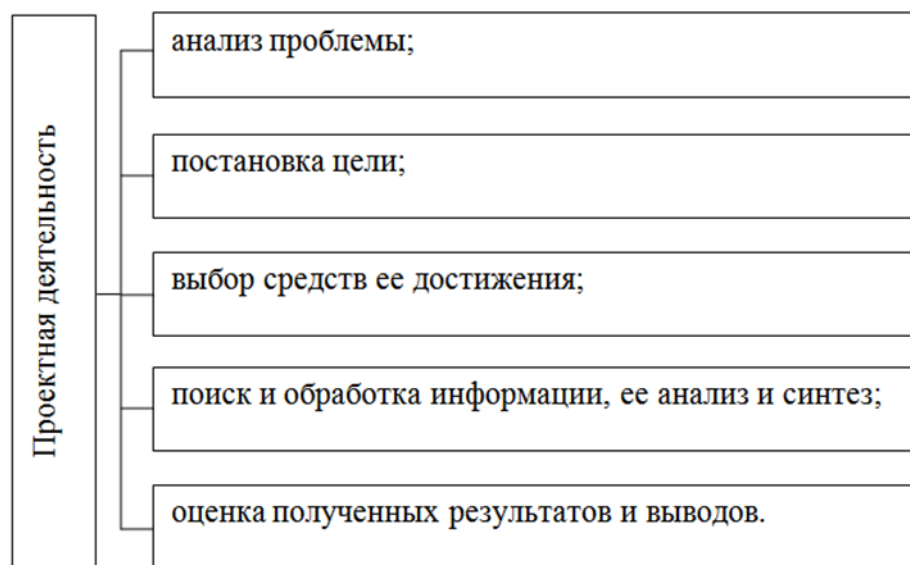 Проектная деятельность
анализ проблемы;
постановка цели;
выбор средств ее достижения;
поиск и обработка информации, ее анализ и синтез;
оценка полученных результатов и выводов.